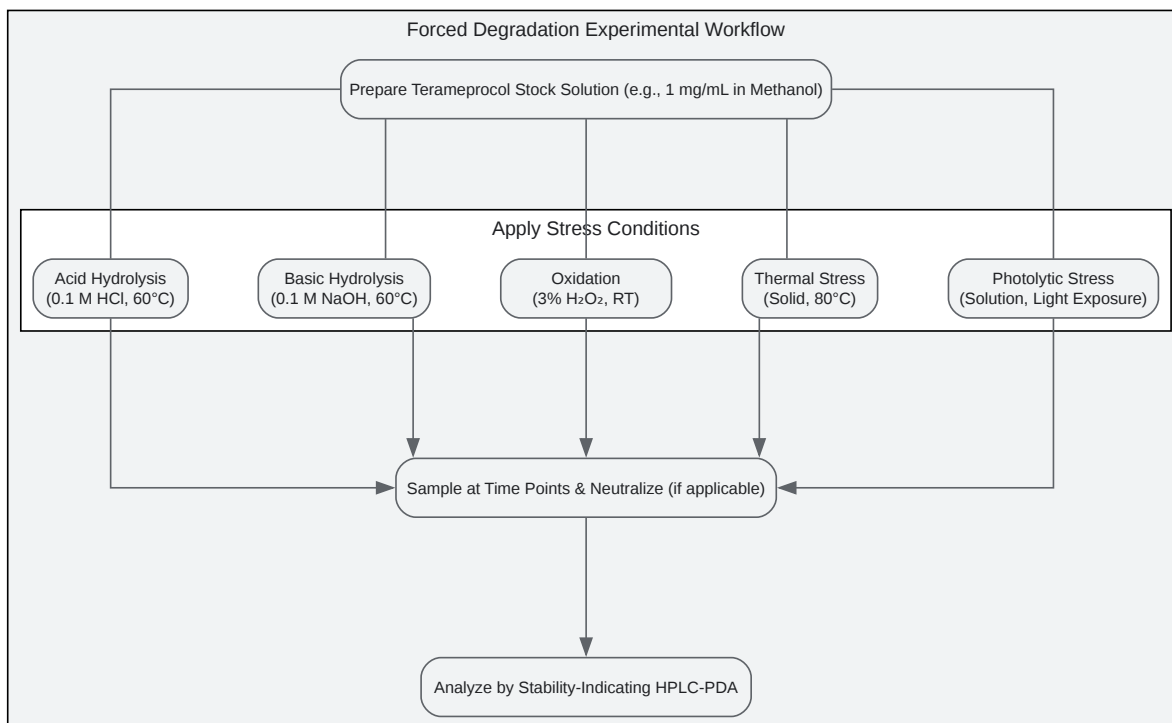 Forced Degradation Experimental Workflow
Prepare Terameprocol Stock Solution (e.g., 1 mg/mL in Methanol)
Apply Stress Conditions
Acid Hydrolysis
(0.1 M HCl, 60°C)
Basic Hydrolysis
(0.1 M NaOH, 60°C)
Oxidation
(3% H₂O₂, RT)
Thermal Stress
(Solid, 80°C)
Photolytic Stress
(Solution, Light Exposure)
Sample at Time Points & Neutralize (if applicable)
Analyze by Stability-Indicating HPLC-PDA